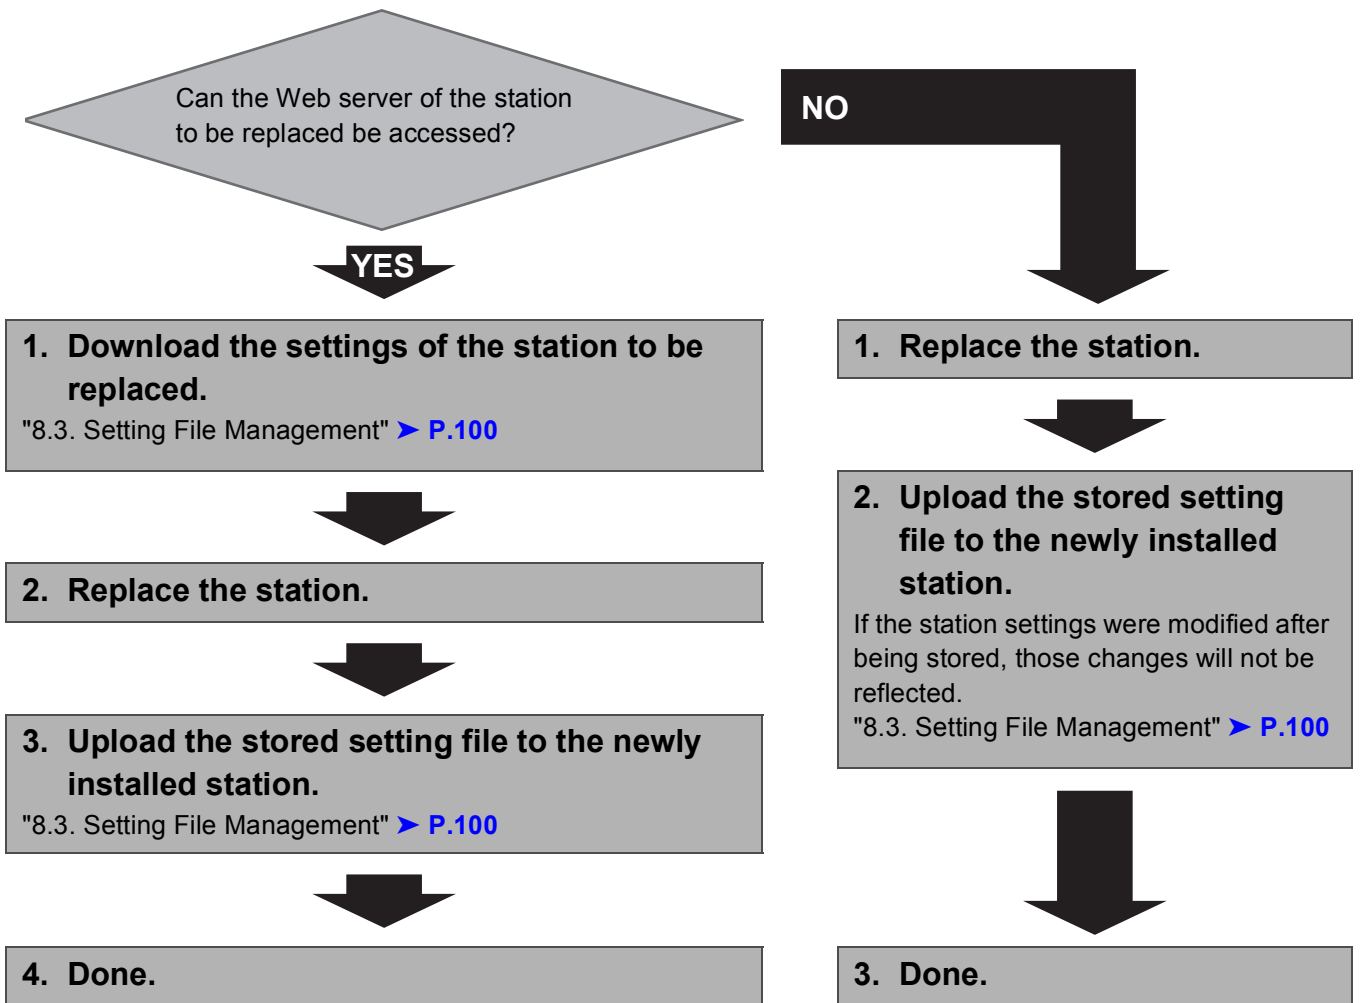 Can the Web server of the station
to be replaced be accessed?
NO
YES
1. Download the settings of the station to be
replaced.
"8.3. Setting File Management" ➤ P.100
2. Replace the station.
3. Upload the stored setting file to the newly
installed station.
"8.3. Setting File Management" ➤ P.100
4. Done.
1. Replace the station.
2. Upload the stored setting
file to the newly installed
station.
If the station settings were modified after
being stored, those changes will not be
reflected.
"8.3. Setting File Management" ➤ P.100
3. Done.